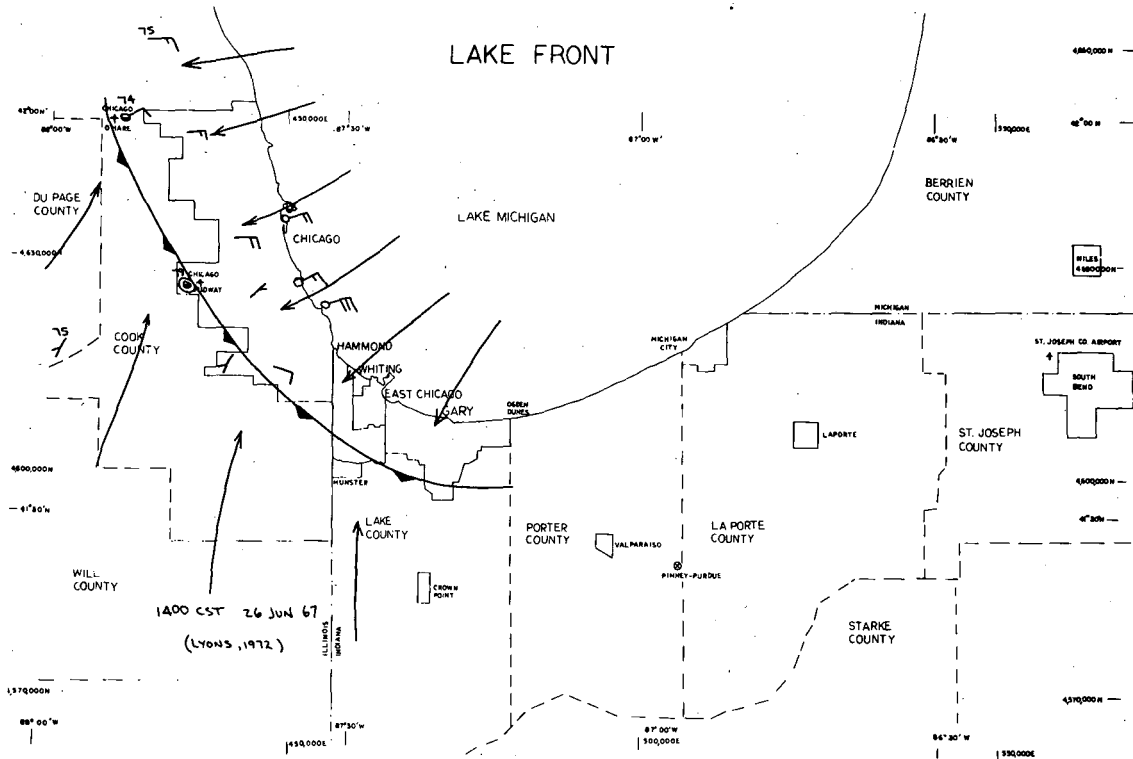 75
LAKE FRONT
4,650,000 N
74
42°00'N
88°00'W
CHICAGO
O'HARE
450,000E
87°30'W
87°00'W
86°30'W
550,000E
42°00'N
DU PAGE
COUNTY
BERRIEN
COUNTY
LAKE MICHIGAN
CHICAGO
4,630,000N
NILES
CHICAGO
75
COOK
COUNTY
MICHIGAN
INDIANA
HAMMOND
WHITING
EAST CHICAGO
GARY
OGDEN
DUNES
MICHIGAN
CITY
ST. JOSEPH CO. AIRPORT
SOUTH
BEND
LAPORTE
ST. JOSEPH
COUNTY
4,600,000N
4,600,000N
41°30'N
41°30'N
MUNSTER
LAKE
COUNTY
PORTER
COUNTY
LA PORTE
COUNTY
VALPARAISO
PINNEY-PURDUE
WILL
COUNTY
CROWN
POINT
1400 CST 26 JUN 67
(LYONS, 1972)
ILLINOIS
INDIANA
STARKE
COUNTY
4,570,000N
88°00'W
87°30'W
450,000E
87°00'W
500,000E
86°30'W
550,000E